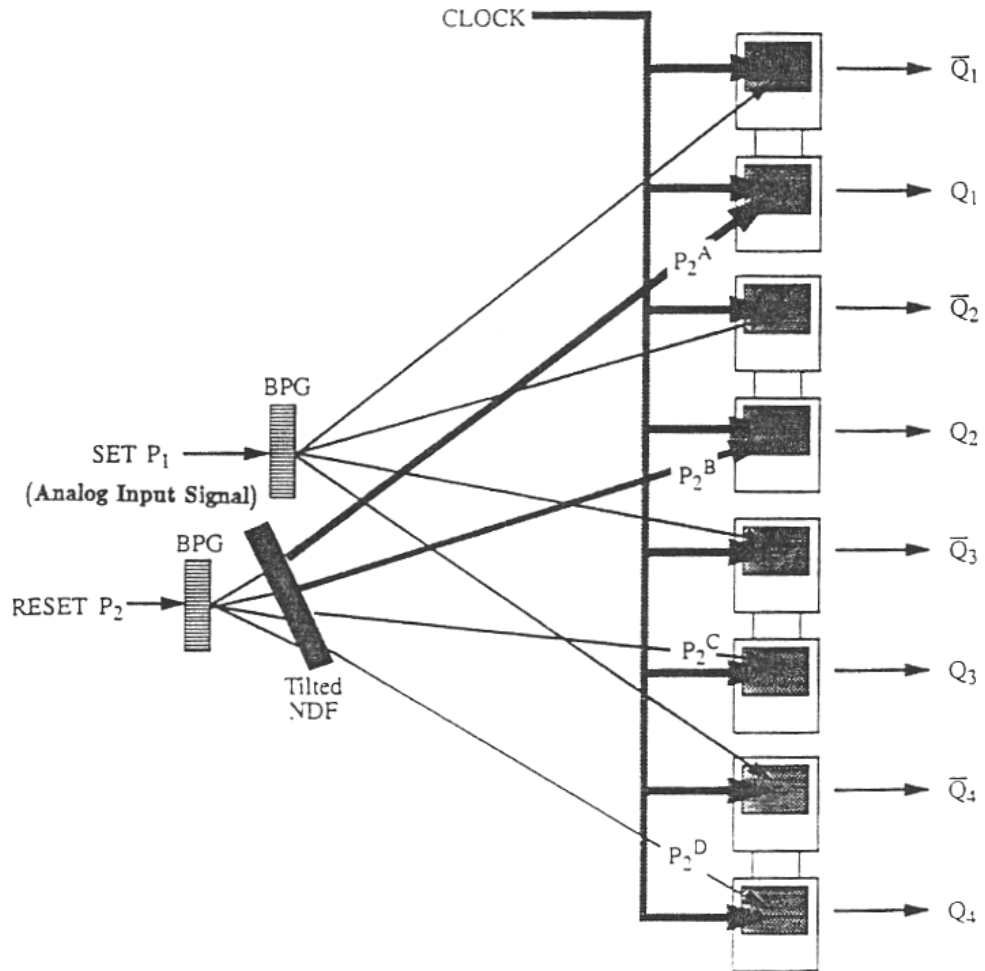 CLOCK
Q̅₁
Q₁
P₂ᴬ
Q̅₂
BPG
Q₂
SET P₁
(Analog Input Signal)
P₂ᴮ
BPG
Q̅₃
RESET P₂
P₂ᶜ
Q₃
Tilted
NDF
Q̅₄
P₂ᴰ
Q₄